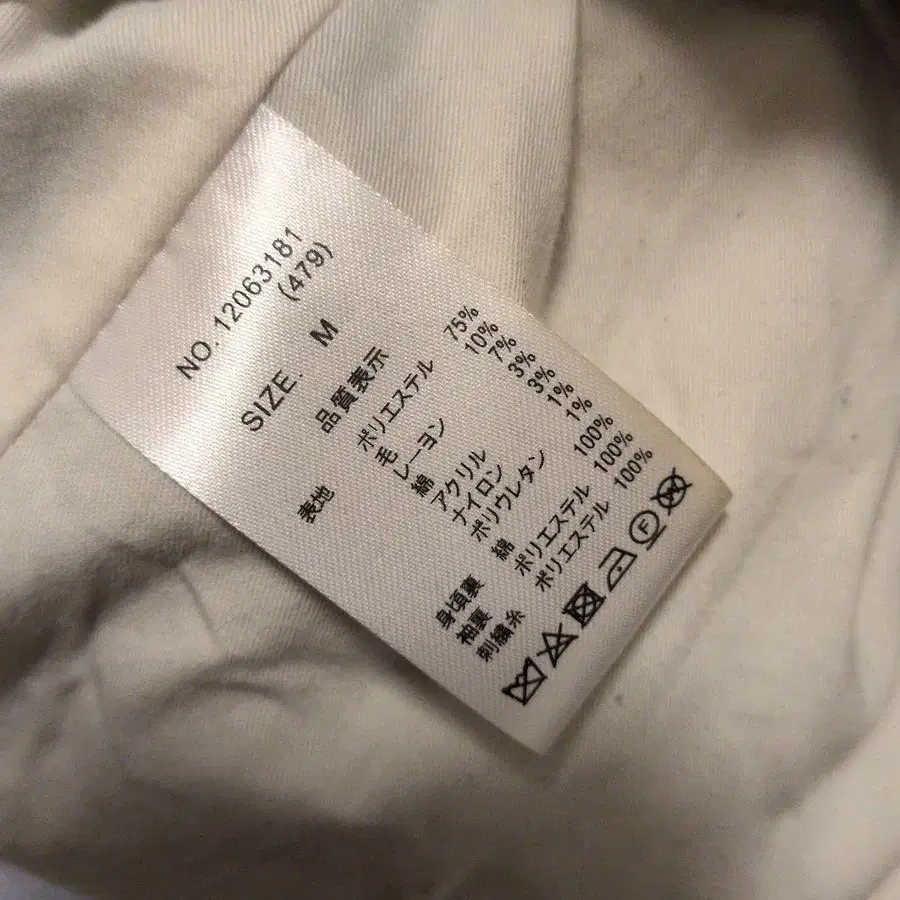 NO. 12063181
(479)
SIZE. M
品質表示
表地 ポリエステル 75%
毛 10%
レーヨン 7%
綿 3%
アクリル 3%
ナイロン 1%
ポリウレタン 1%
身頃裏 綿 100%
袖裏 ポリエステル 100%
刺繍糸 ポリエステル 100%
F